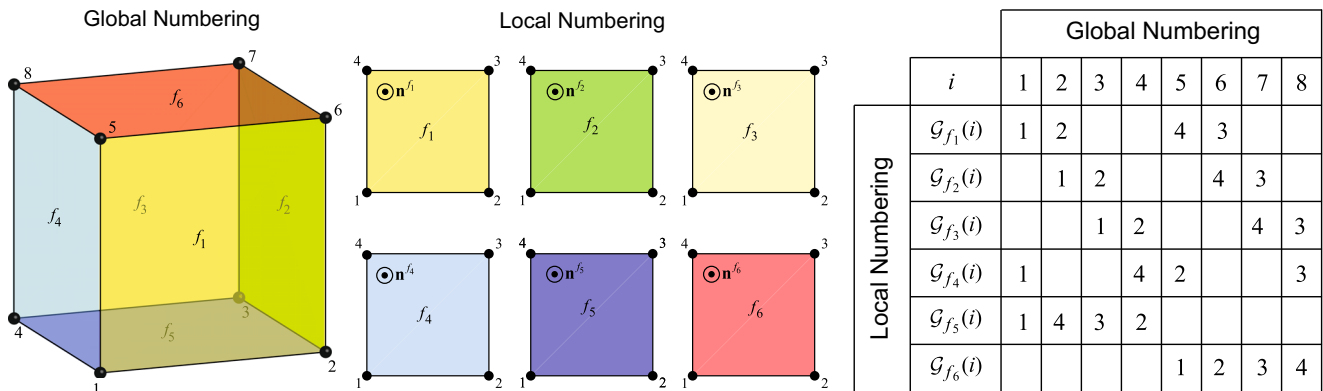 Global Numbering
8
7
f6
5
6
f4
f3
f1
f2
4
3
f5
1
2
Local Numbering
4 3
n^f1
f1
1 2
4 3
n^f2
f2
1 2
4 3
n^f3
f3
1 2
4 3
n^f4
f4
1 2
4 3
n^f5
f5
1 2
4 3
n^f6
f6
1 2
Global Numbering
Local Numbering
i 1 2 3 4 5 6 7 8
𝒢f1(i) 1 2 4 3
𝒢f2(i) 1 2 4 3
𝒢f3(i) 1 2 4 3
𝒢f4(i) 1 4 2 3
𝒢f5(i) 1 4 3 2
𝒢f6(i) 1 2 3 4